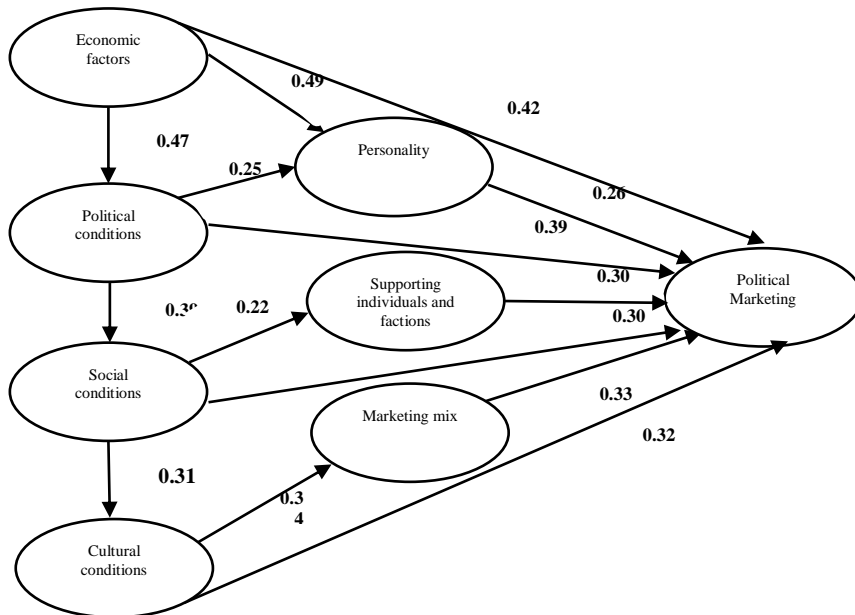 Economic
factors
0.49
0.42
0.47
Personality
0.25
0.26
Political
conditions
0.39
Political
Marketing
Supporting
individuals and
factions
0.30
0.22
0.30
Social
conditions
Marketing mix
0.33
0.32
0.31
0.3
4
Cultural
conditions